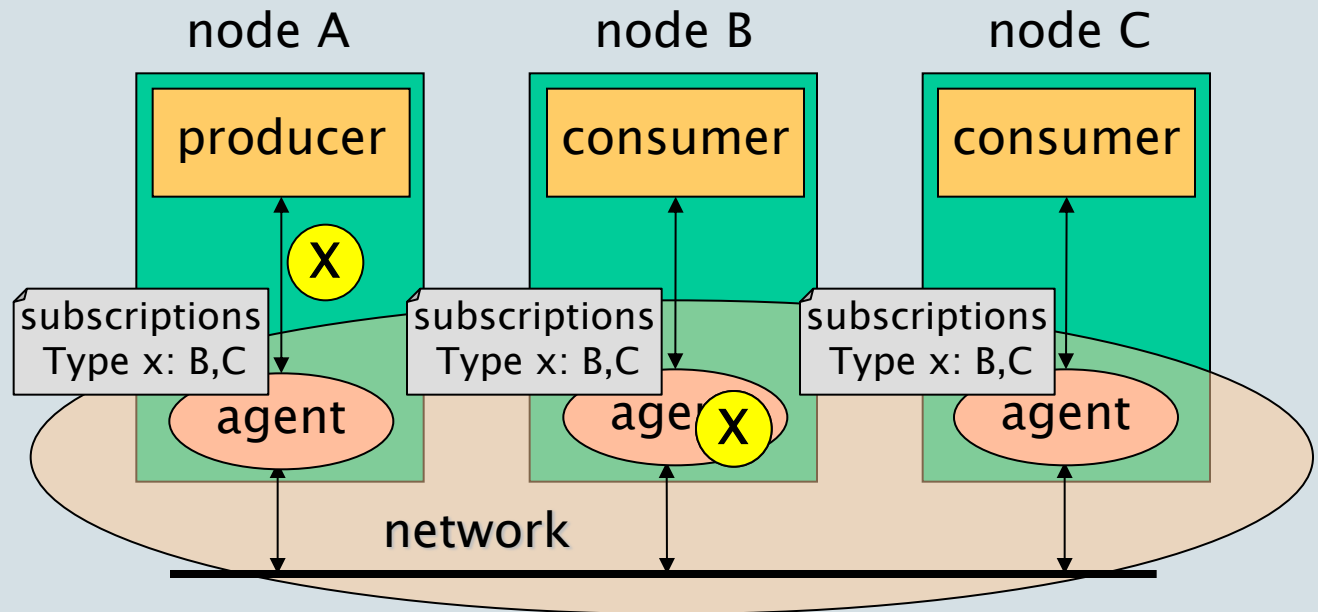 node A
node B
node C
producer
consumer
consumer
X
subscriptions
Type x: B,C
subscriptions
Type x: B,C
subscriptions
Type x: B,C
agent
X
agent
network